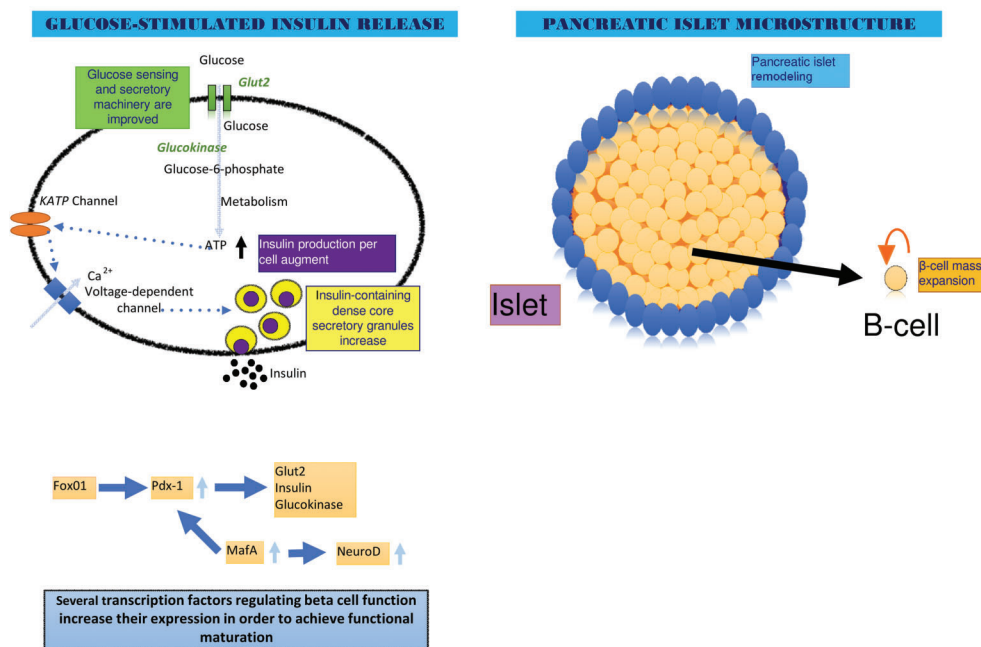 GLUCOSE-STIMULATED INSULIN RELEASE
Glucose
Glut2
Glucose sensing
and secretory
machinery are
improved
Glucose
Glucokinase
Glucose-6-phosphate
KATP Channel
Metabolism
ATP
Insulin production per
cell augment
Ca2+
Voltage-dependent
channel
Insulin-containing
dense core
secretory granules
increase
Insulin
Fox01
Pdx-1
Glut2
Insulin
Glucokinase
MafA
NeuroD
Several transcription factors regulating beta cell function
increase their expression in order to achieve functional
maturation
PANCREATIC ISLET MICROSTRUCTURE
Pancreatic islet
remodeling
Islet
β-cell mass
expansion
B-cell